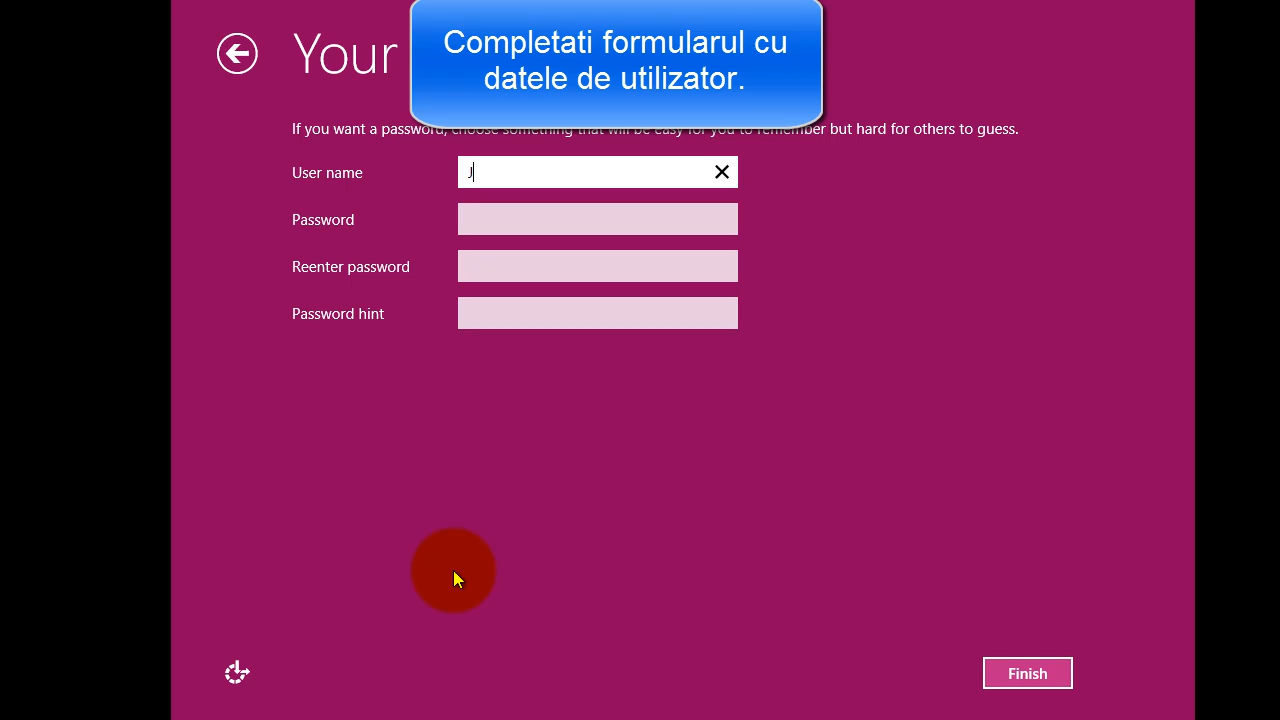 Your
Completati formularul cu
datele de utilizator.
If you want a password, choose something that will be easy for you to remember but hard for others to guess.
User name
J
Password
Reenter password
Password hint
Finish